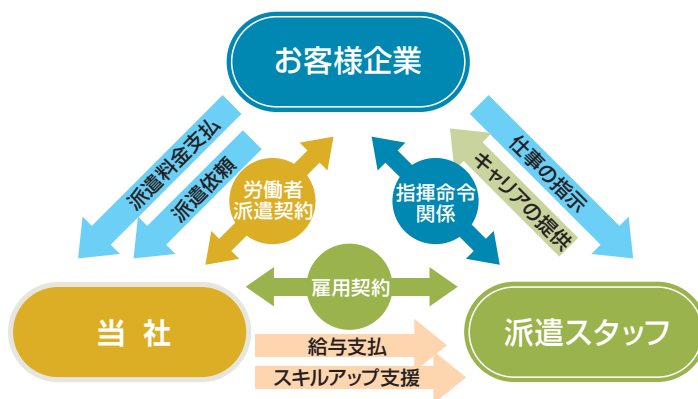 お客様企業
派遣料金支払
派遣依頼
労働者
派遣契約
指揮命令
関係
仕事の指示
キャリアの提供
当 社
雇用契約
派遣スタッフ
給与支払
スキルアップ支援